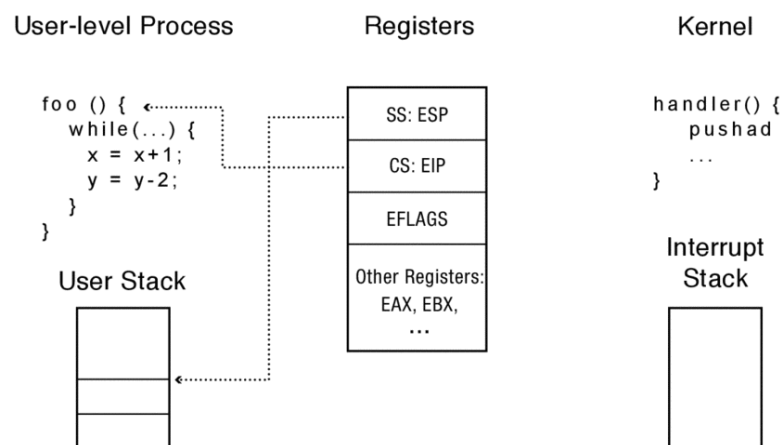 User-level Process
Registers
Kernel
foo () {
while(...) {
x = x+1;
y = y-2;
}
}
SS: ESP
CS: EIP
EFLAGS
Other Registers:
EAX, EBX,
...
handler() {
pushad
...
}
User Stack
Interrupt
Stack